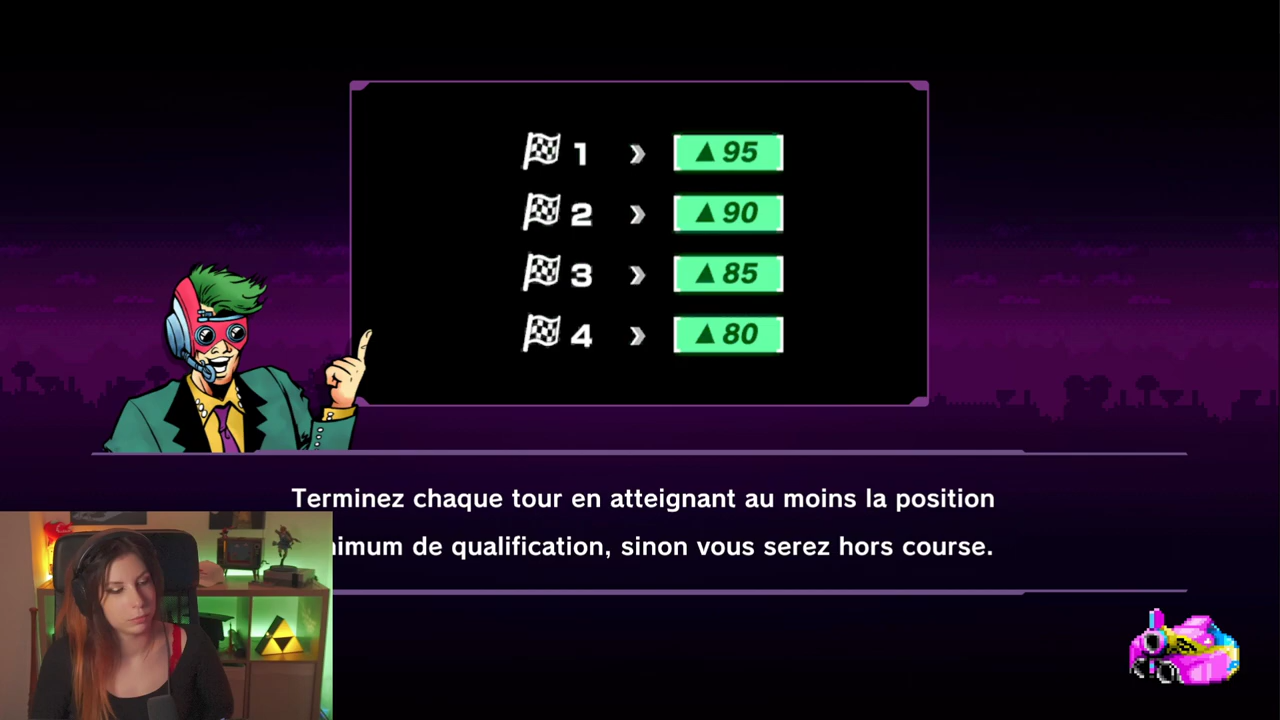 1 » ▲95
2 » ▲90
3 » ▲85
4 » ▲80
Terminez chaque tour en atteignant au moins la position
de qualification, sinon vous serez hors course.